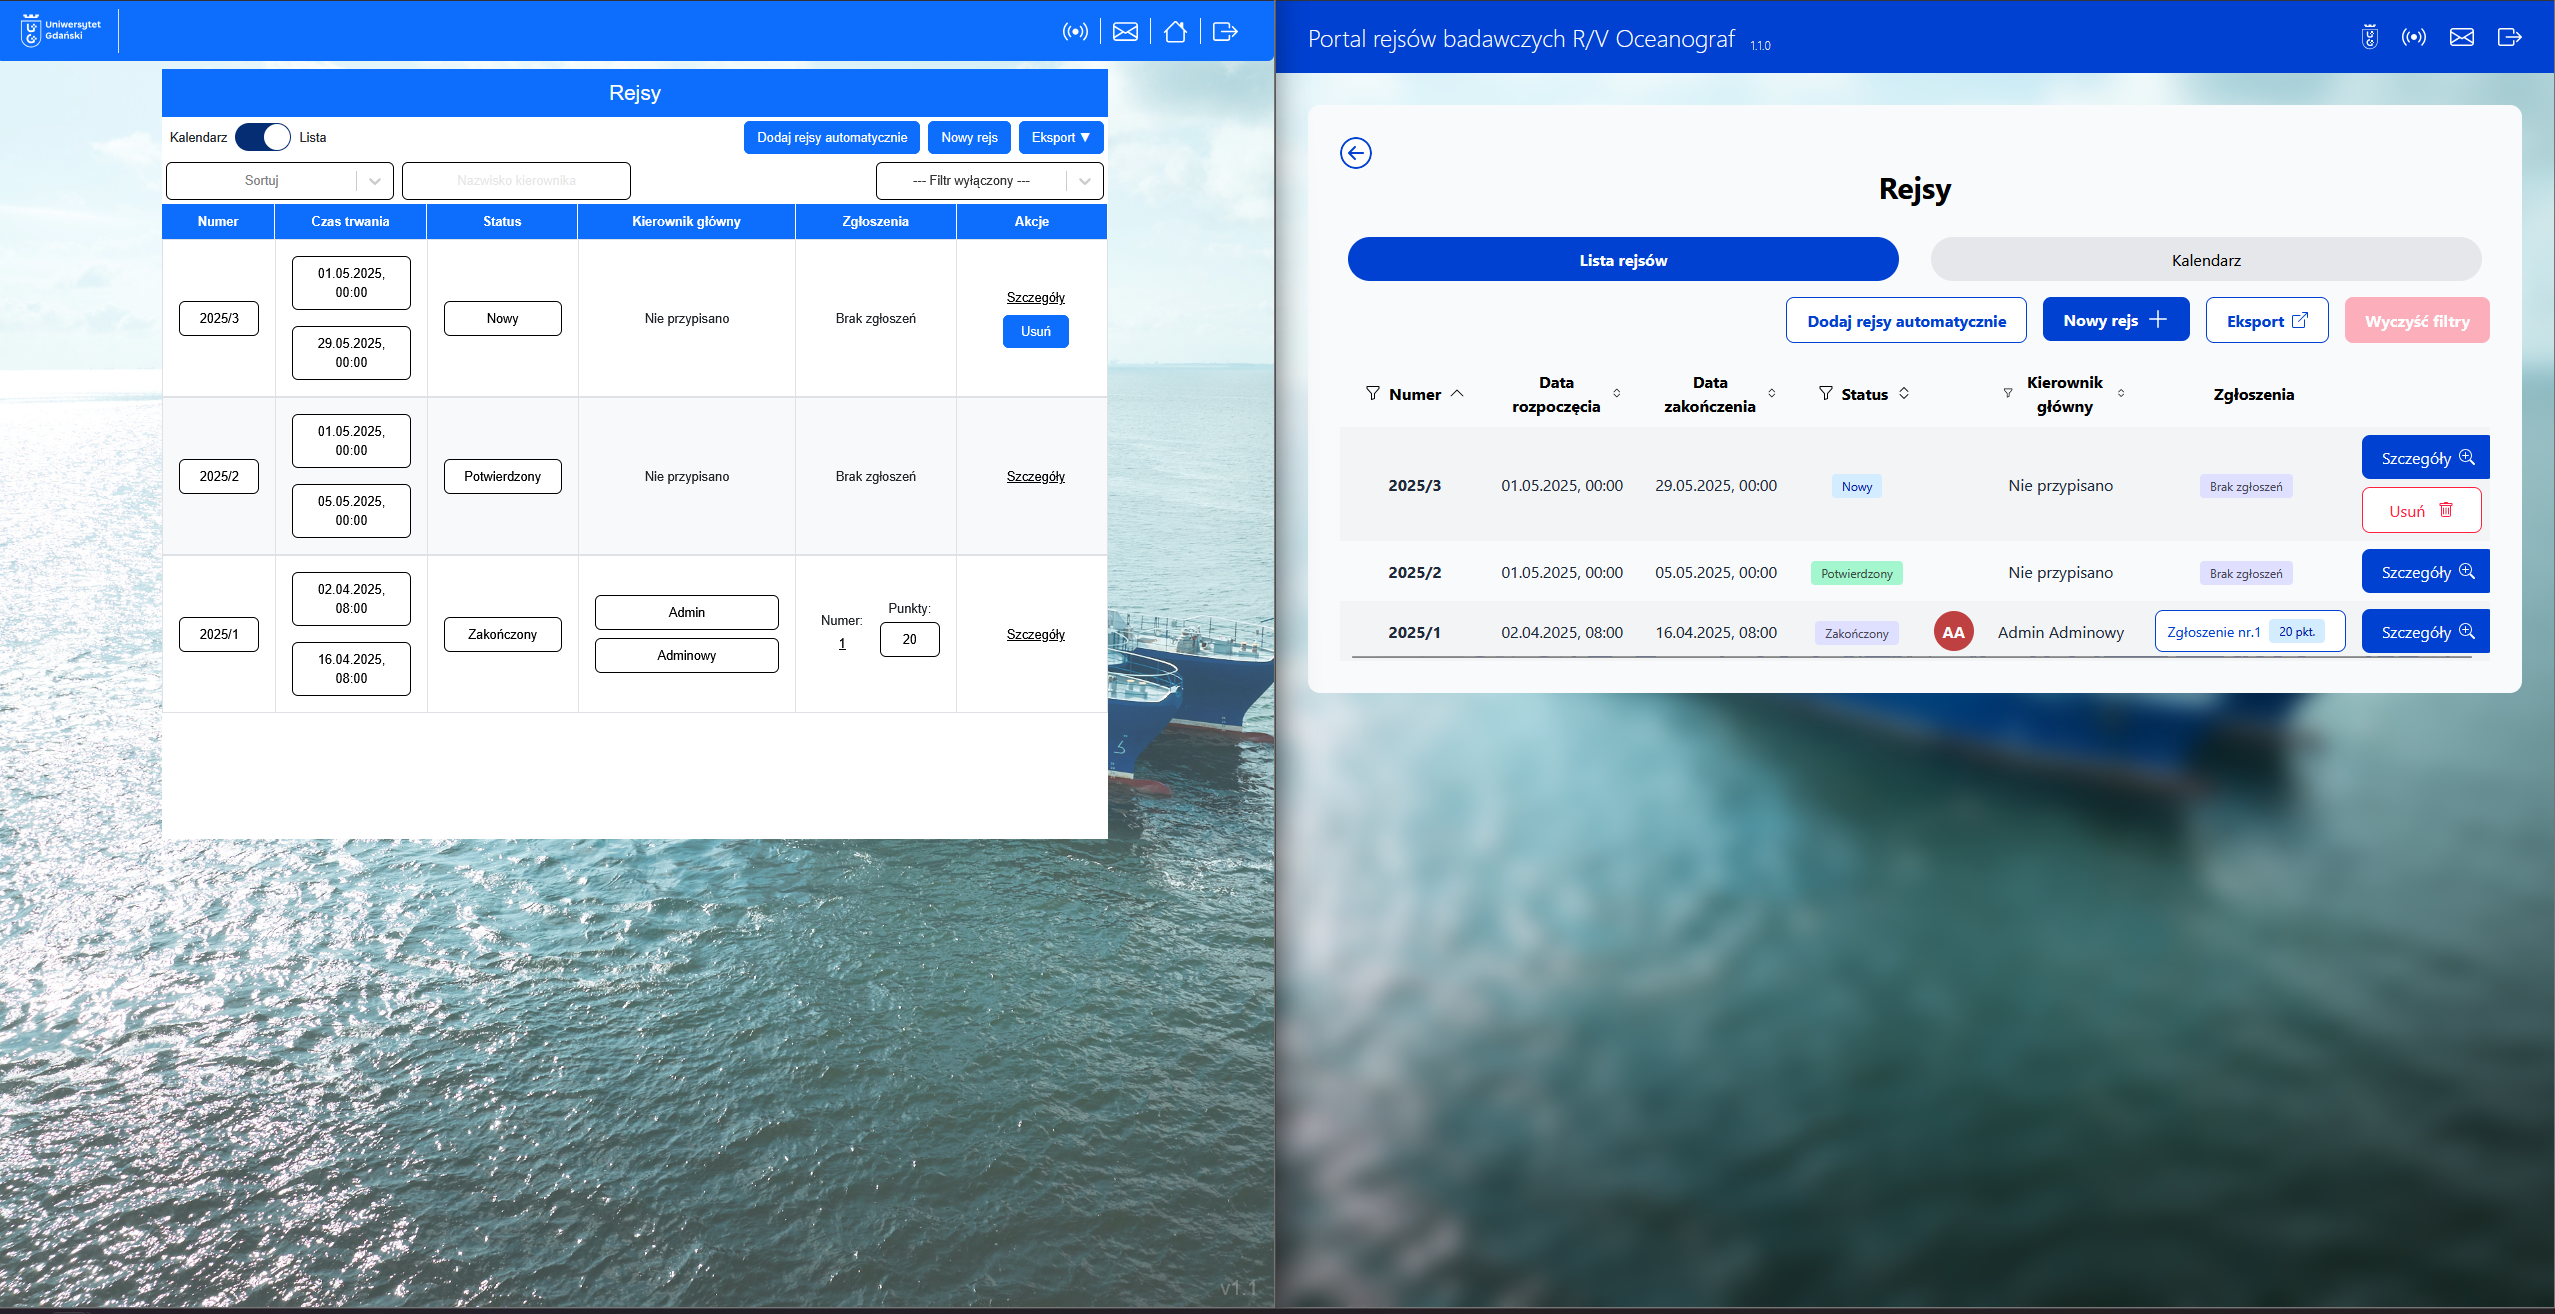 Uniwersytet
Gdański
Rejsy
Kalendarz Lista
Dodaj rejsy automatycznie Nowy rejs Eksport ▼
Sortuj Nazwisko kierownika --- Filtr wyłączony ---
Numer Czas trwania Status Kierownik główny Zgłoszenia Akcje
01.05.2025,
00:00
29.05.2025,
00:00
2025/3 Nowy Nie przypisano Brak zgłoszeń
Szczegóły
Usuń
01.05.2025,
00:00
05.05.2025,
00:00
2025/2 Potwierdzony Nie przypisano Brak zgłoszeń Szczegóły
02.04.2025,
08:00
16.04.2025,
08:00
2025/1 Zakończony
Admin
Adminowy
Numer:
1
Punkty:
20
Szczegóły
v1.1
Portal rejsów badawczych R/V Oceanograf 1.1.0
Rejsy
Lista rejsów Kalendarz
Dodaj rejsy automatycznie Nowy rejs Eksport Wyczyść filtry
Numer
Data
rozpoczęcia
Data
zakończenia
Status
Kierownik
główny
Zgłoszenia
2025/3 01.05.2025, 00:00 29.05.2025, 00:00 Nowy Nie przypisano Brak zgłoszeń Szczegóły
Usuń
2025/2 01.05.2025, 00:00 05.05.2025, 00:00 Potwierdzony Nie przypisano Brak zgłoszeń Szczegóły
2025/1 02.04.2025, 08:00 16.04.2025, 08:00 Zakończony AA Admin Adminowy Zgłoszenie nr.1 20 pkt. Szczegóły